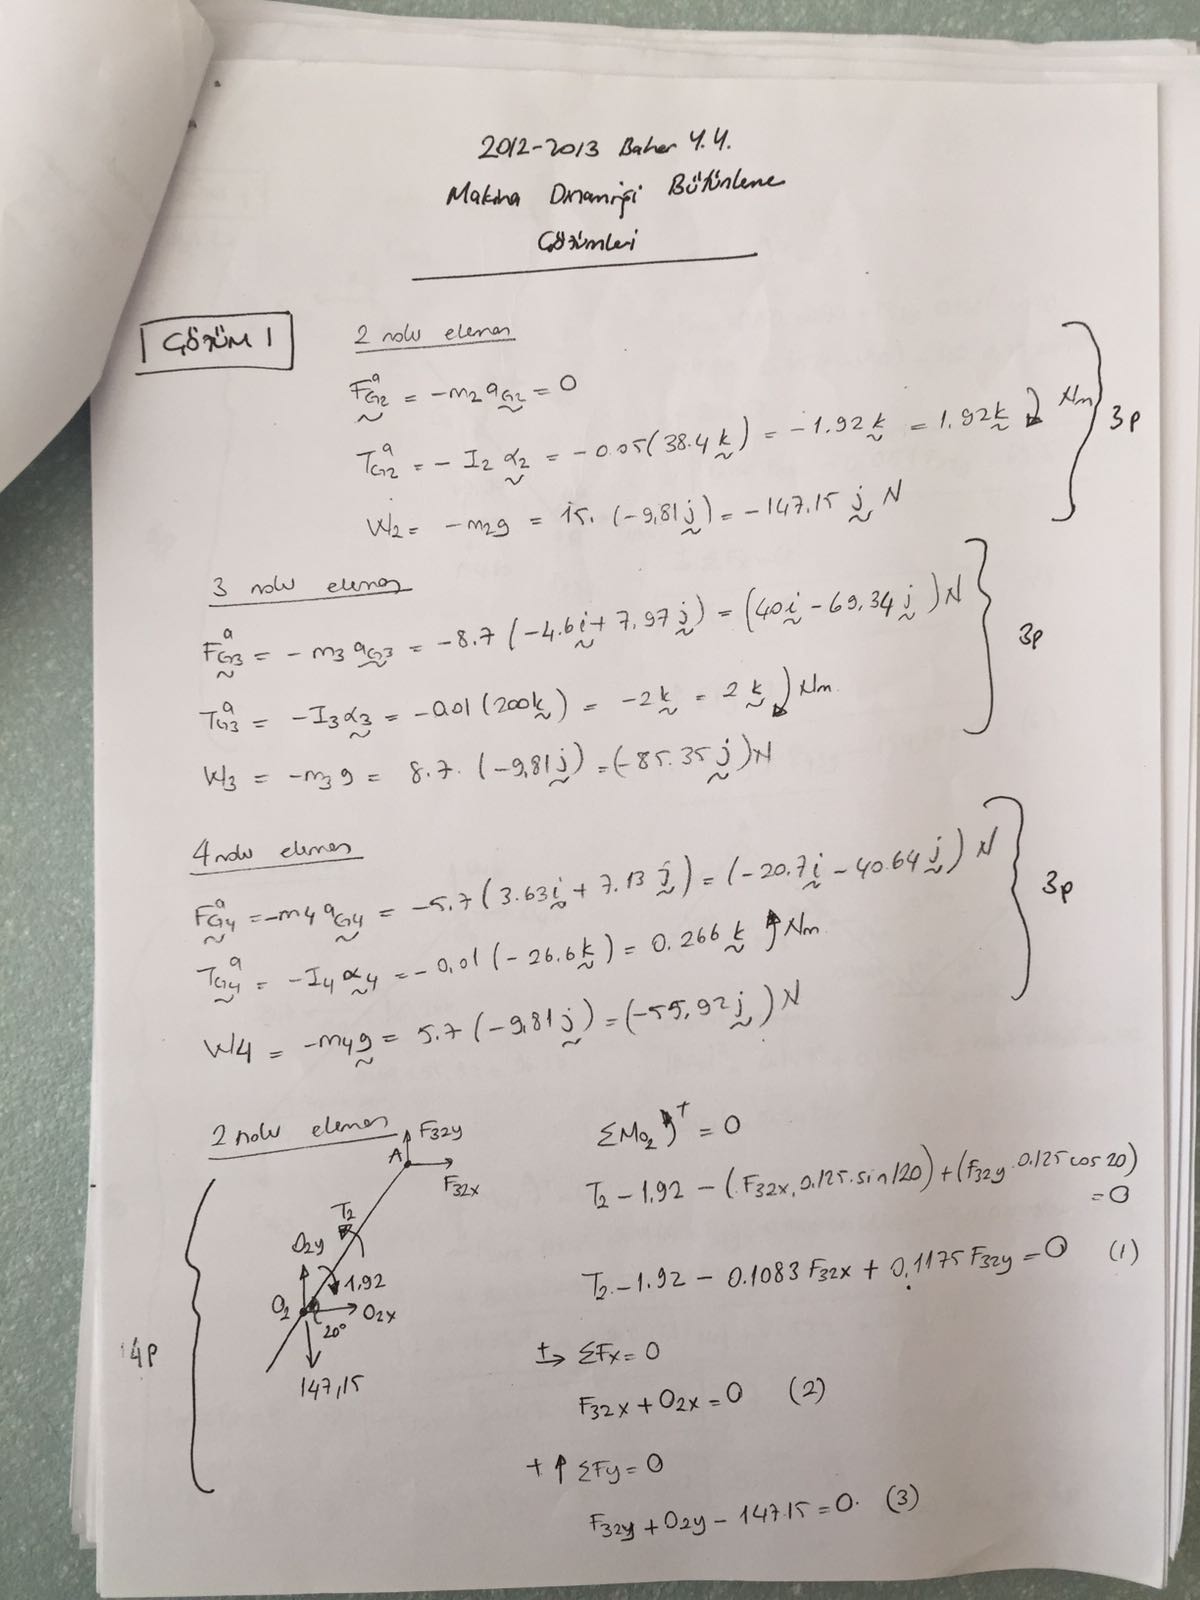 2012-2013 Bahar Y.Y.
Makina Dinamiği Bütünleme
Çözümleri
ÇÖZÜM 1
2 nolu eleman
F_G2^a = -m2 a_G2 = 0
T_G2^a = -I2 α2 = -0.05(38.4 k) = -1.92 k = 1.92 k ↷ Nm
W2 = -m2g = 15. (-9,81 j) = -147.15 j N
3p
3 nolu eleman
F_G3^a = -m3 a_G3 = -8.7 (-4.6 i + 7.97 j) = (40 i - 69.34 j) N
T_G3^a = -I3 α3 = -0.01 (200 k) = -2 k = 2 k ↷ Nm.
W3 = -m3 g = 8.7. (-9,81 j) = (-85.35 j) N
3p
4 nolu eleman
F_G4^a = -m4 a_G4 = -5.7 (3.63 i + 7.13 j) = (-20.7 i - 40.64 j) N
T_G4^a = -I4 α4 = -0,01 (-26.6 k) = 0.266 k ↶ Nm.
W4 = -m4 g = 5.7 (-9,81 j) = (-55,92 j) N
3p
2 nolu eleman
F32y
A
F32x
T2
O2y
1.92
O2
O2x
20°
147,15
14p
ΣMO2 ↶+ = 0
T2 - 1.92 - (F32x. 0.125. sin 120) + (F32y. 0.125 cos 20)
= 0
T2 - 1.92 - 0.1083 F32x + 0.1175 F32y = 0 (1)
+→ ΣFx = 0
F32x + O2x = 0 (2)
+↑ ΣFy = 0
F32y + O2y - 147.15 = 0. (3)